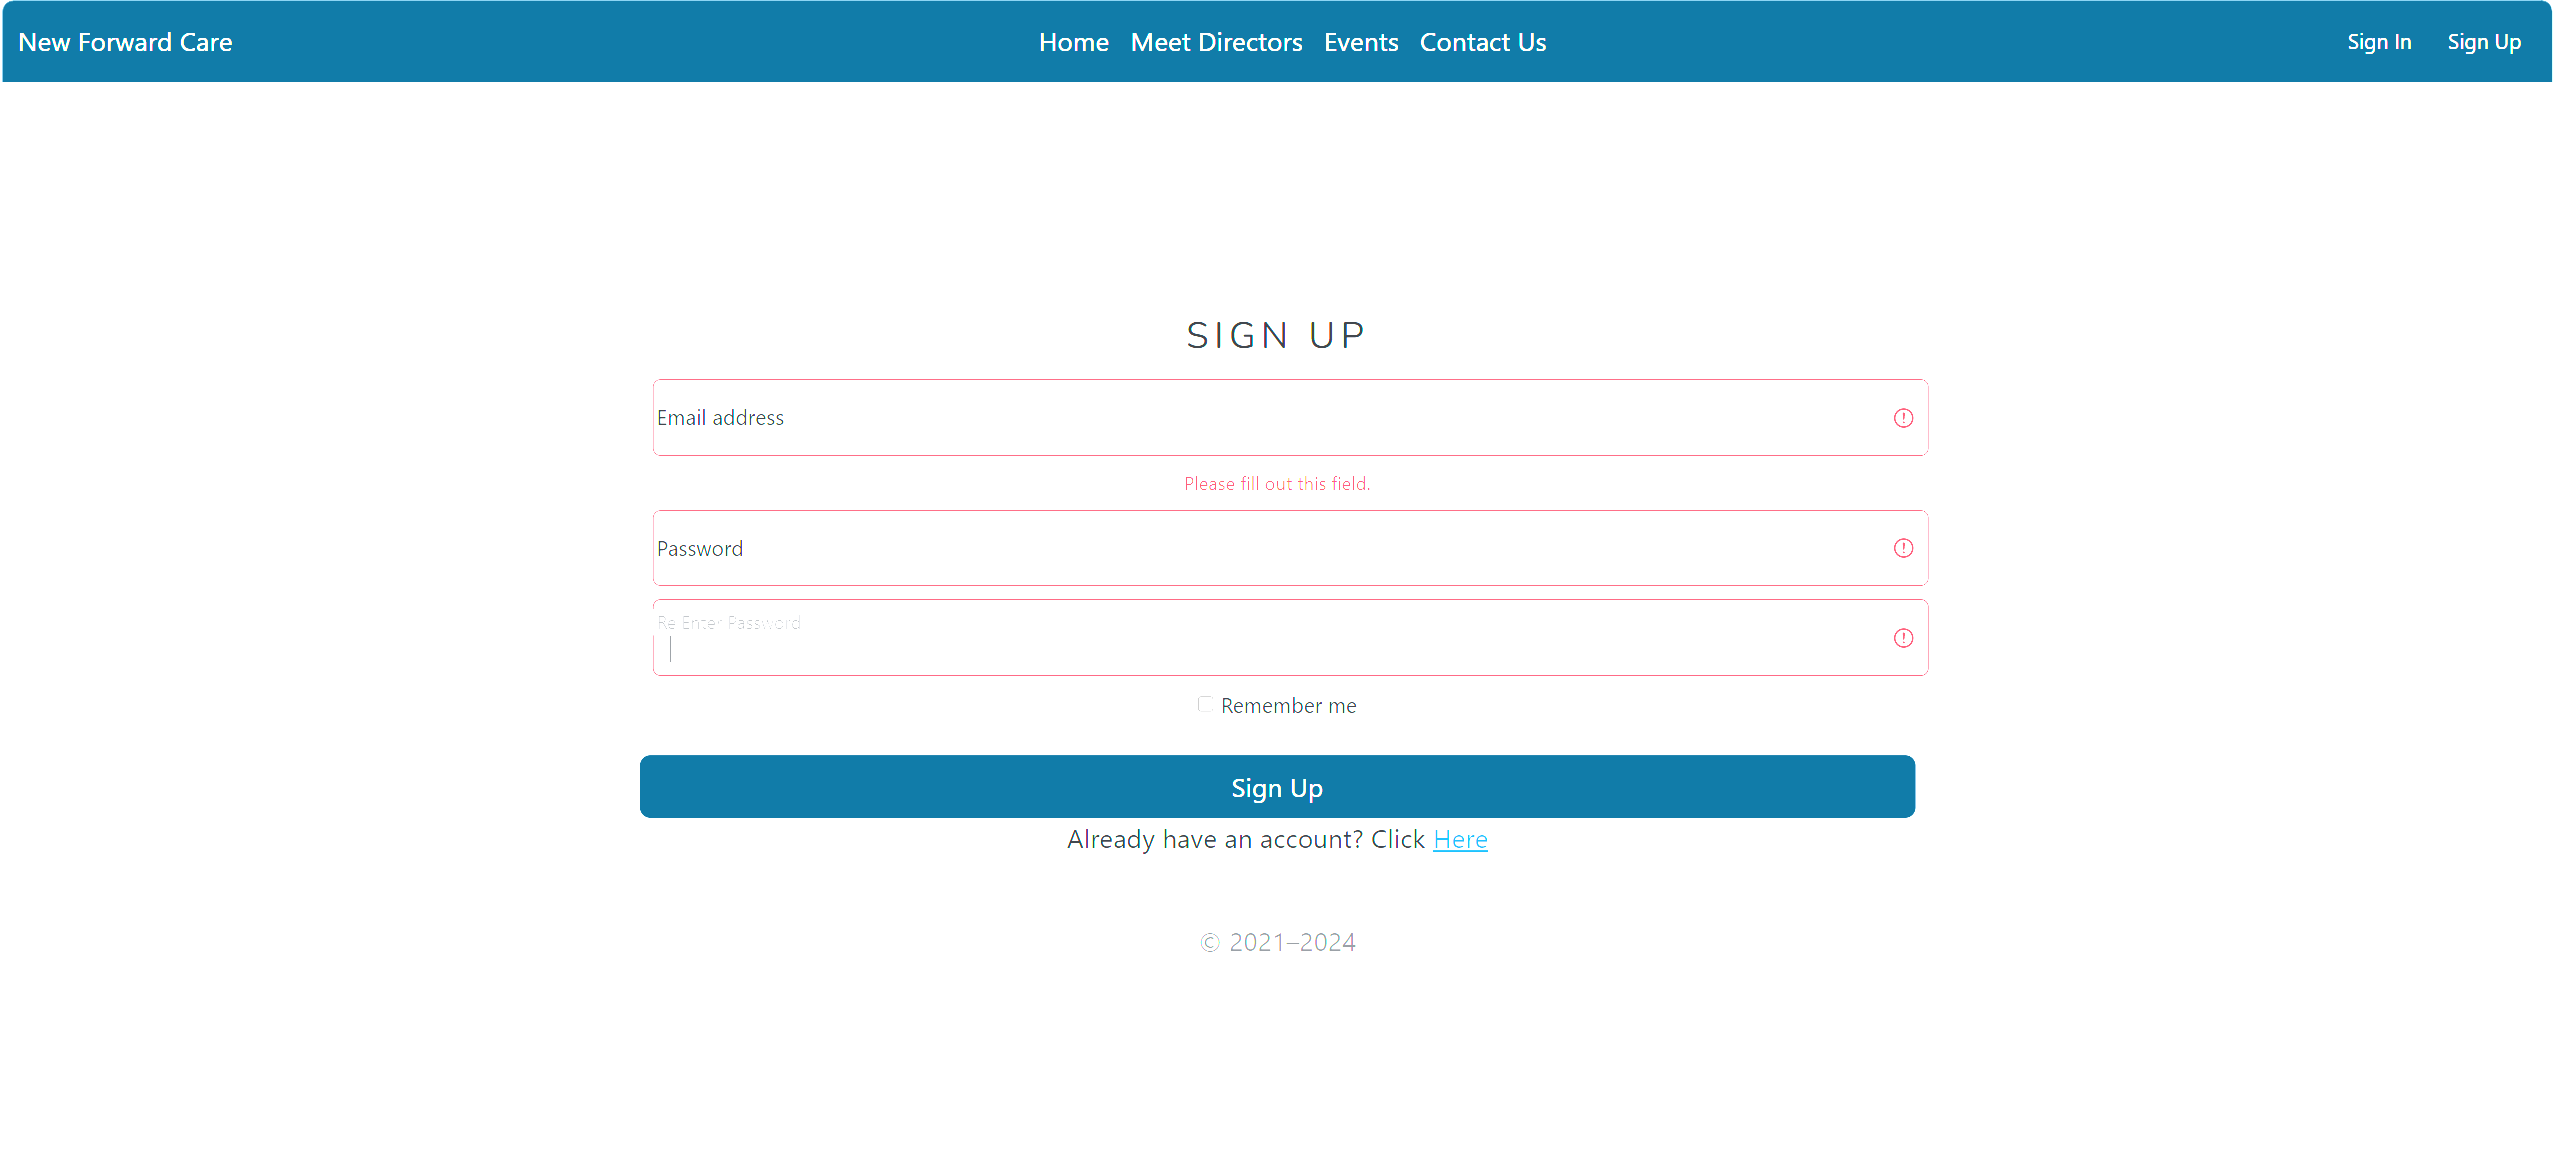 New Forward Care Home Meet Directors Events Contact Us Sign In Sign Up
SIGN UP
Email address
Please fill out this field.
Password
Re Enter Password
Remember me
Sign Up
Already have an account? Click Here
© 2021–2024